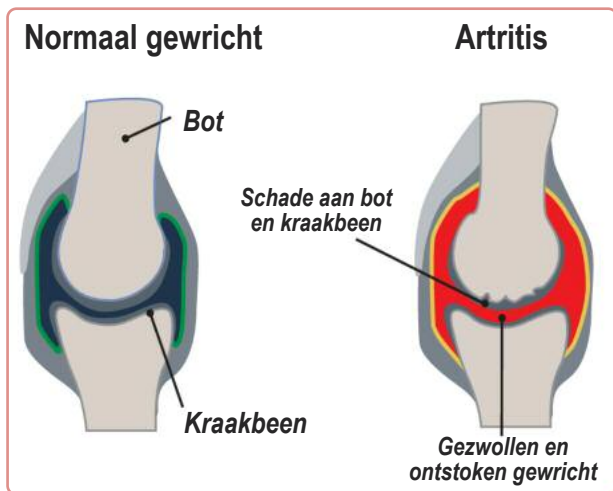 Normaal gewricht
Artritis
Bot
Schade aan bot
en kraakbeen
Kraakbeen
Gezwollen en
ontstoken gewricht